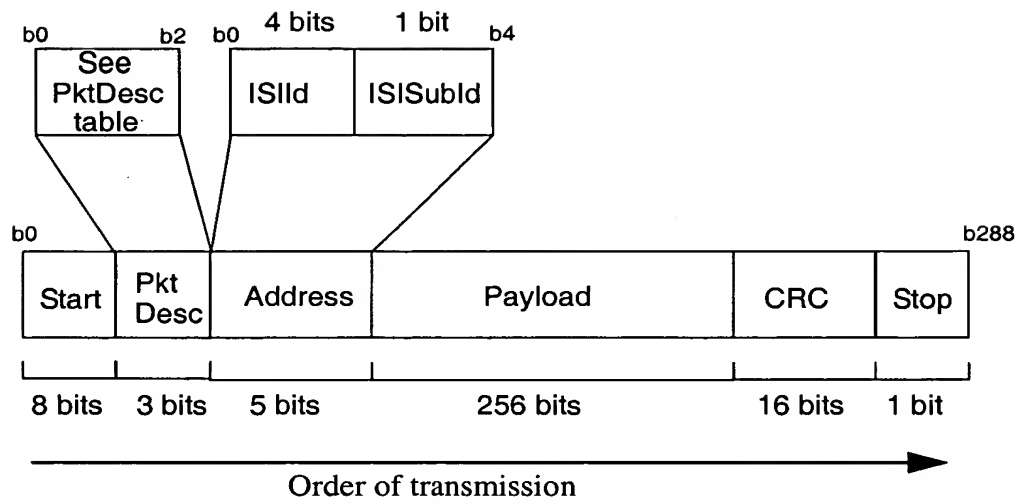 4 bits 1 bit
b0 b2 b0 b4
See
PktDesc
table
ISIId ISISubId
b0 b288
Start Pkt
Desc Address Payload CRC Stop
8 bits 3 bits 5 bits 256 bits 16 bits 1 bit
Order of transmission